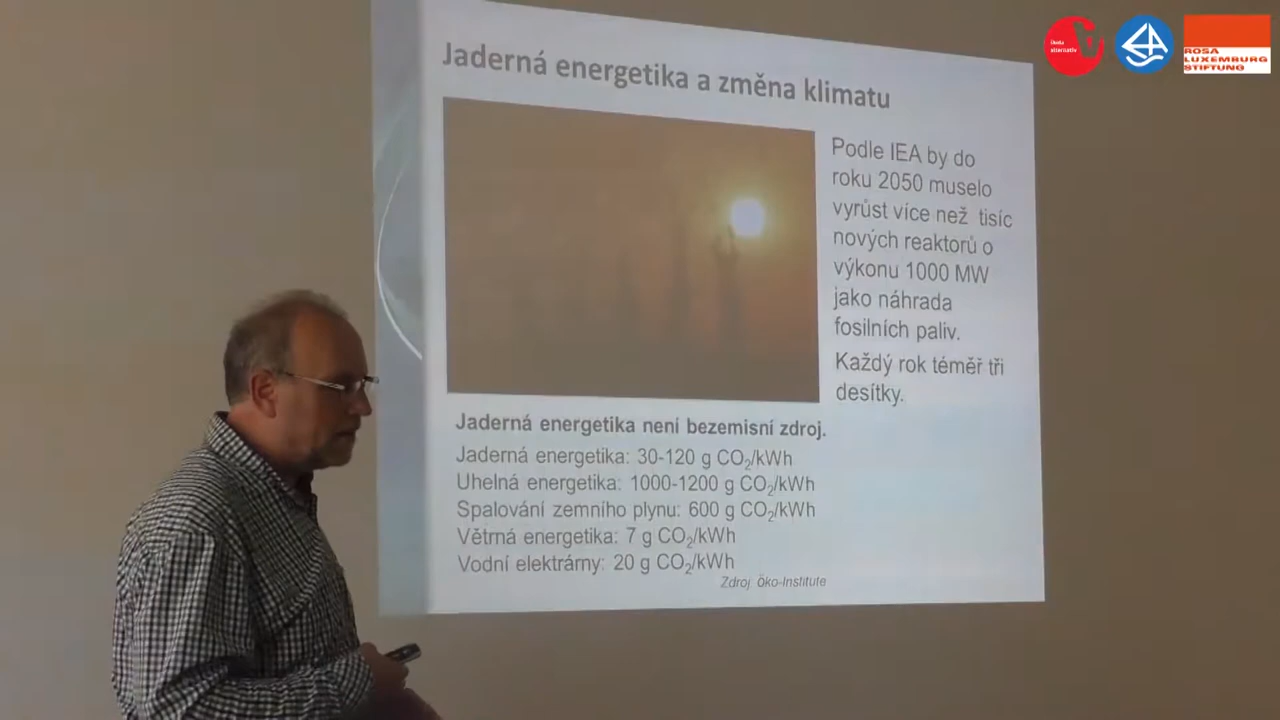 Jaderná energetika a změna klimatu
Podle IEA by do
roku 2050 muselo
vyrůst více než tisíc
nových reaktorů o
výkonu 1000 MW
jako náhrada
fosilních paliv.
Každý rok téměř tři
desítky.
Jaderná energetika není bezemisní zdroj.
Jaderná energetika: 30-120 g CO₂/kWh
Uhelná energetika: 1000-1200 g CO₂/kWh
Spalování zemního plynu: 600 g CO₂/kWh
Větrná energetika: 7 g CO₂/kWh
Vodní elektrárny: 20 g CO₂/kWh
Zdroj: Öko-Institute
škola
alternativ
ROSA
LUXEMBURG
STIFTUNG